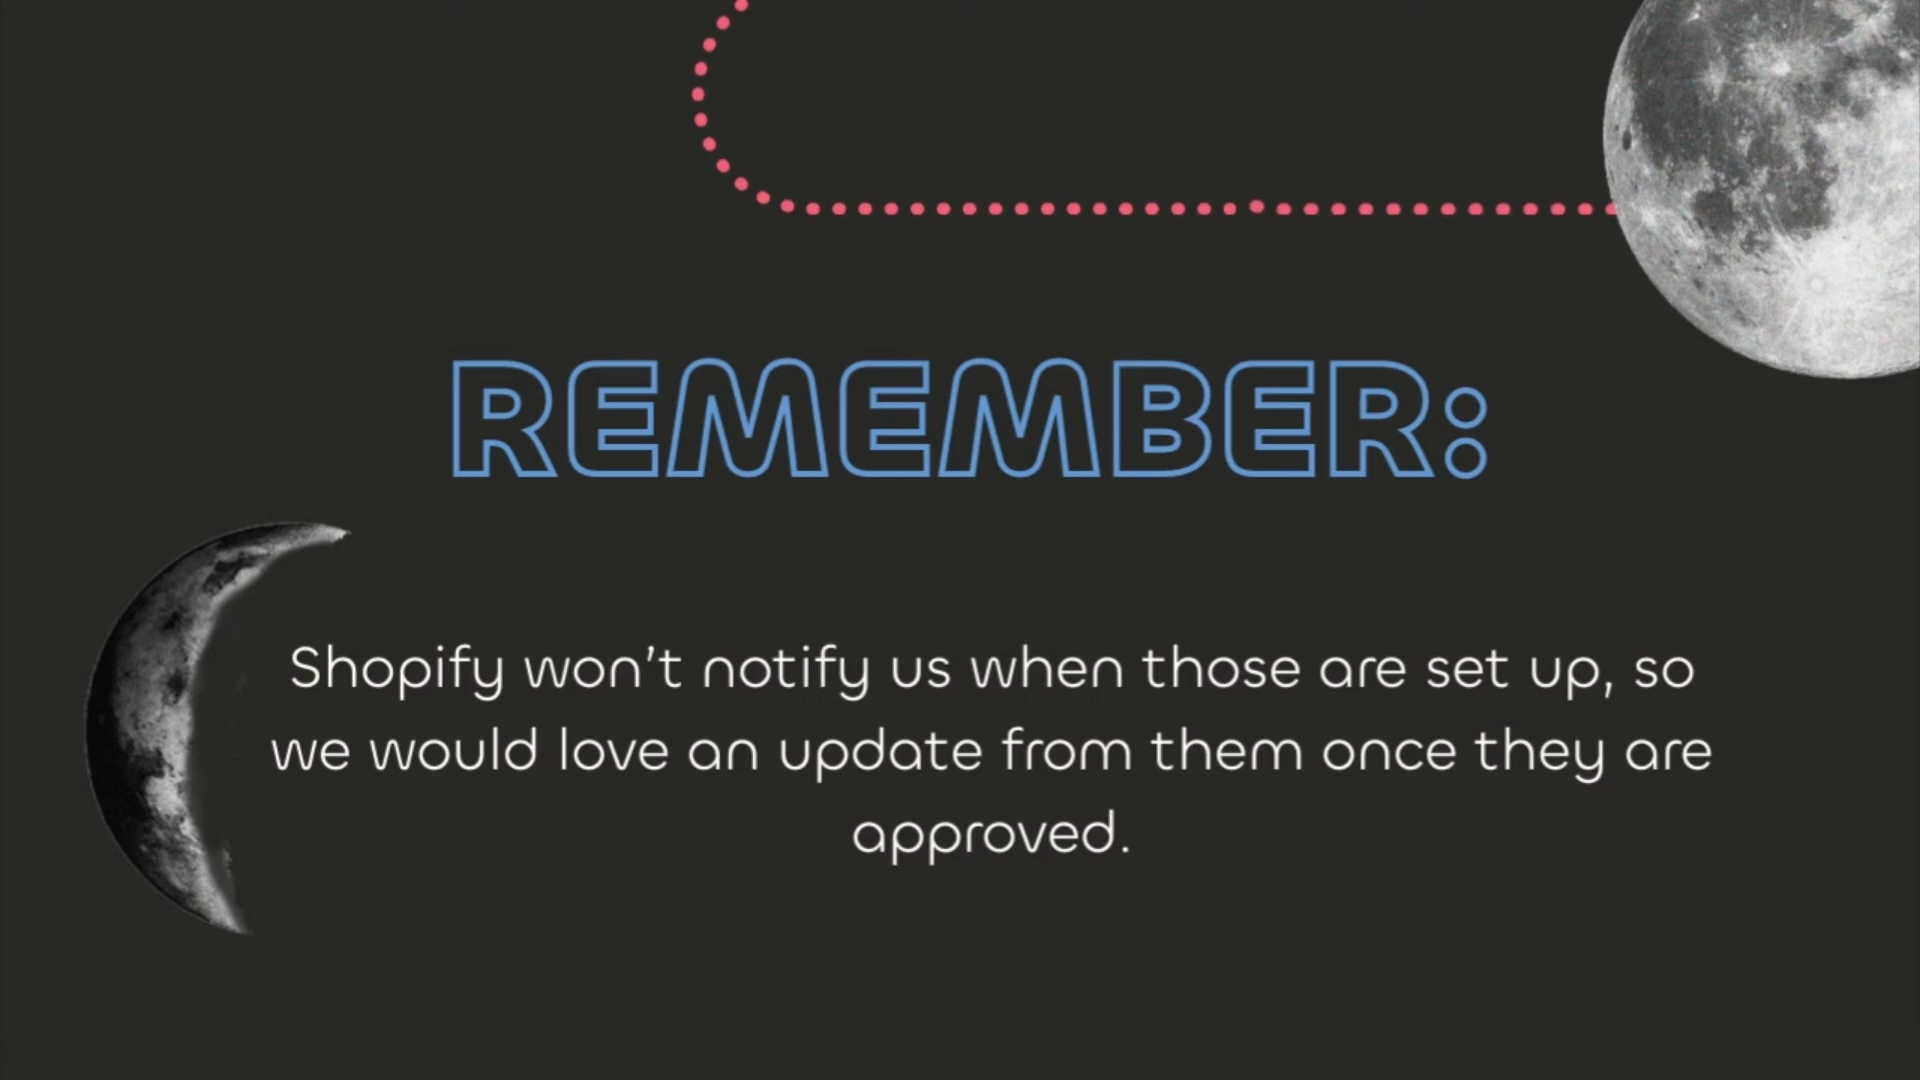 REMEMBER:
Shopify won’t notify us when those are set up, so
we would love an update from them once they are
approved.